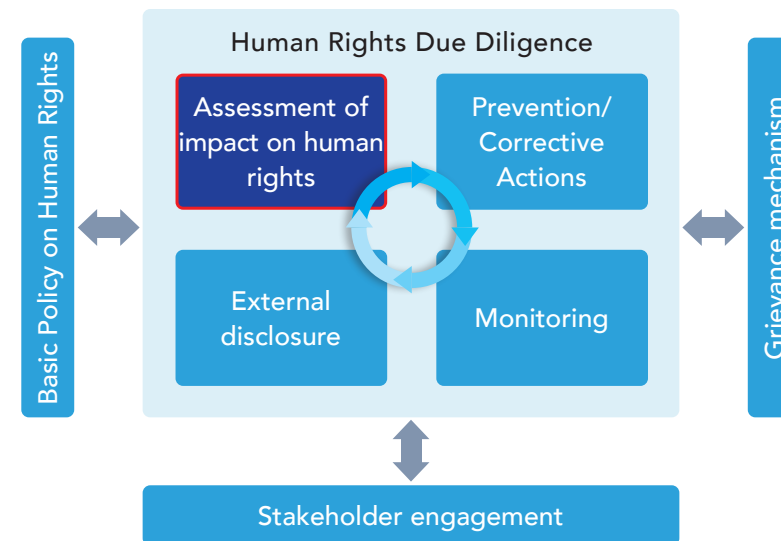 Human Rights Due Diligence
Basic Policy on Human Rights
Assessment of
impact on human
rights
Prevention/
Corrective
Actions
External
disclosure
Monitoring
Grievance mechanism
Stakeholder engagement